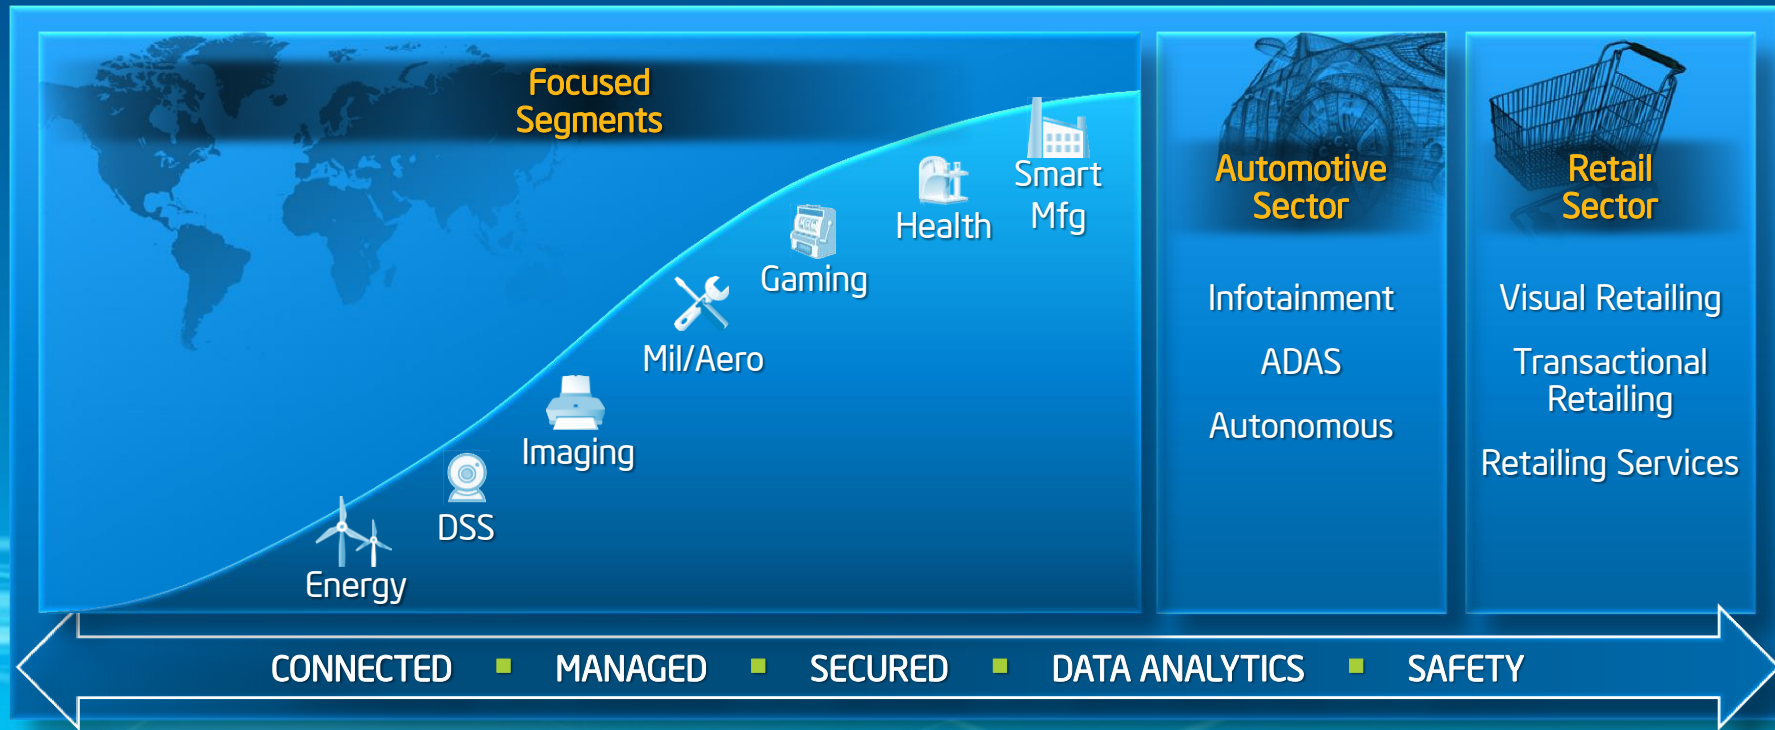 Focused
Segments
Smart
Mfg
Health
Gaming
Mil/Aero
Imaging
DSS
Energy
Automotive
Sector
Infotainment
ADAS
Autonomous
Retail
Sector
Visual Retailing
Transactional
Retailing
Retailing Services
CONNECTED ▪ MANAGED ▪ SECURED ▪ DATA ANALYTICS ▪ SAFETY